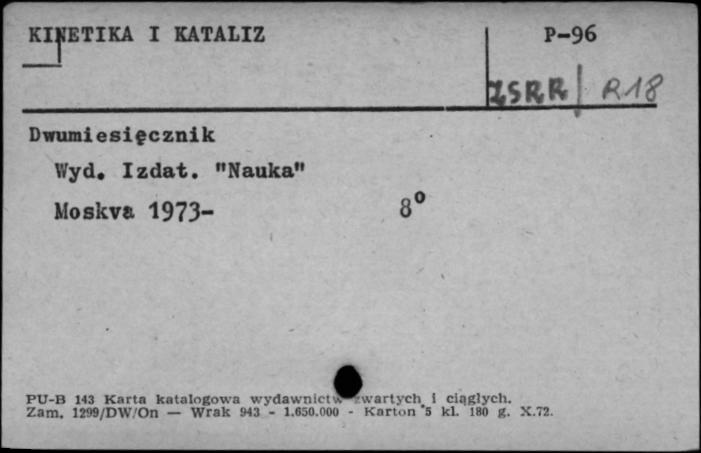 KINETIKA I KATALIZ
P-96
ZSRR R18
Dwumiesięcznik
Wyd. Izdat. "Nauka"
Moskva 1973-
8°
PU-B 143 Karta katalogowa wydawnictw zwartych i ciągłych.
Zam. 1299/DW/On — Wrak 943 - 1.650.000 - Karton 5 kl. 180 g. X.72.